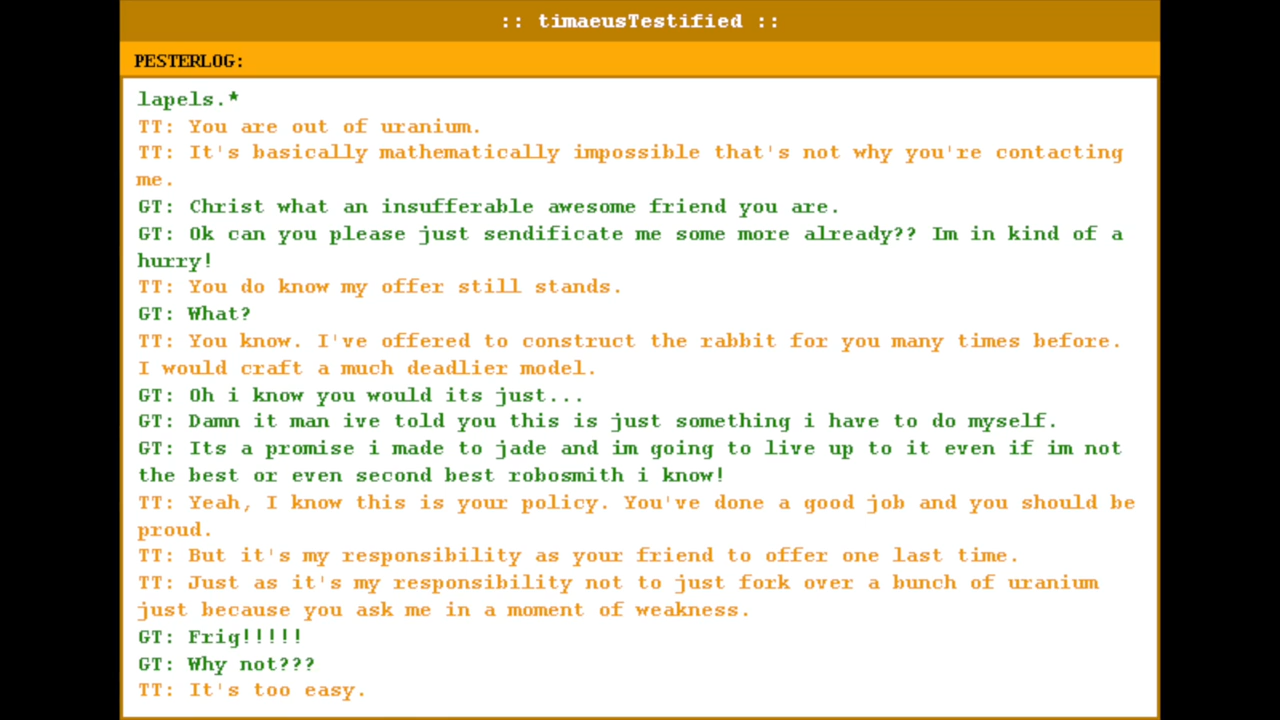 :: timaeusTestified ::
PESTERLOG:
lapels.*
TT: You are out of uranium.
TT: It's basically mathematically impossible that's not why you're contacting
me.
GT: Christ what an insufferable awesome friend you are.
GT: Ok can you please just sendificate me some more already?? Im in kind of a
hurry!
TT: You do know my offer still stands.
GT: What?
TT: You know. I've offered to construct the rabbit for you many times before.
I would craft a much deadlier model.
GT: Oh i know you would its just...
GT: Damn it man ive told you this is just something i have to do myself.
GT: Its a promise i made to jade and im going to live up to it even if im not
the best or even second best robosmith i know!
TT: Yeah, I know this is your policy. You've done a good job and you should be
proud.
TT: But it's my responsibility as your friend to offer one last time.
TT: Just as it's my responsibility not to just fork over a bunch of uranium
just because you ask me in a moment of weakness.
GT: Frig!!!!!
GT: Why not???
TT: It's too easy.